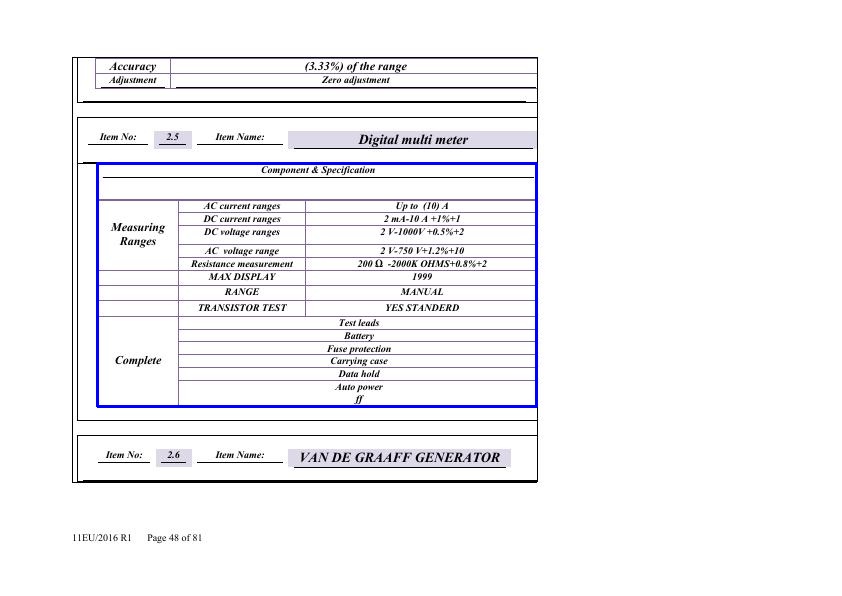 Accuracy (3.33%) of the range
Adjustment Zero adjustment
Item No: 2.5 Item Name: Digital multi meter
Component & Specification
Measuring Ranges
AC current ranges Up to (10) A
DC current ranges 2 mA-10 A +1%+1
DC voltage ranges 2 V-1000V +0.5%+2
AC voltage range 2 V-750 V+1.2%+10
Resistance measurement 200 Ω -2000K OHMS+0.8%+2
MAX DISPLAY 1999
RANGE MANUAL
TRANSISTOR TEST YES STANDERD
Complete
Test leads
Battery
Fuse protection
Carrying case
Data hold
Auto power
ff
Item No: 2.6 Item Name: VAN DE GRAAFF GENERATOR
11EU/2016 R1 Page 48 of 81